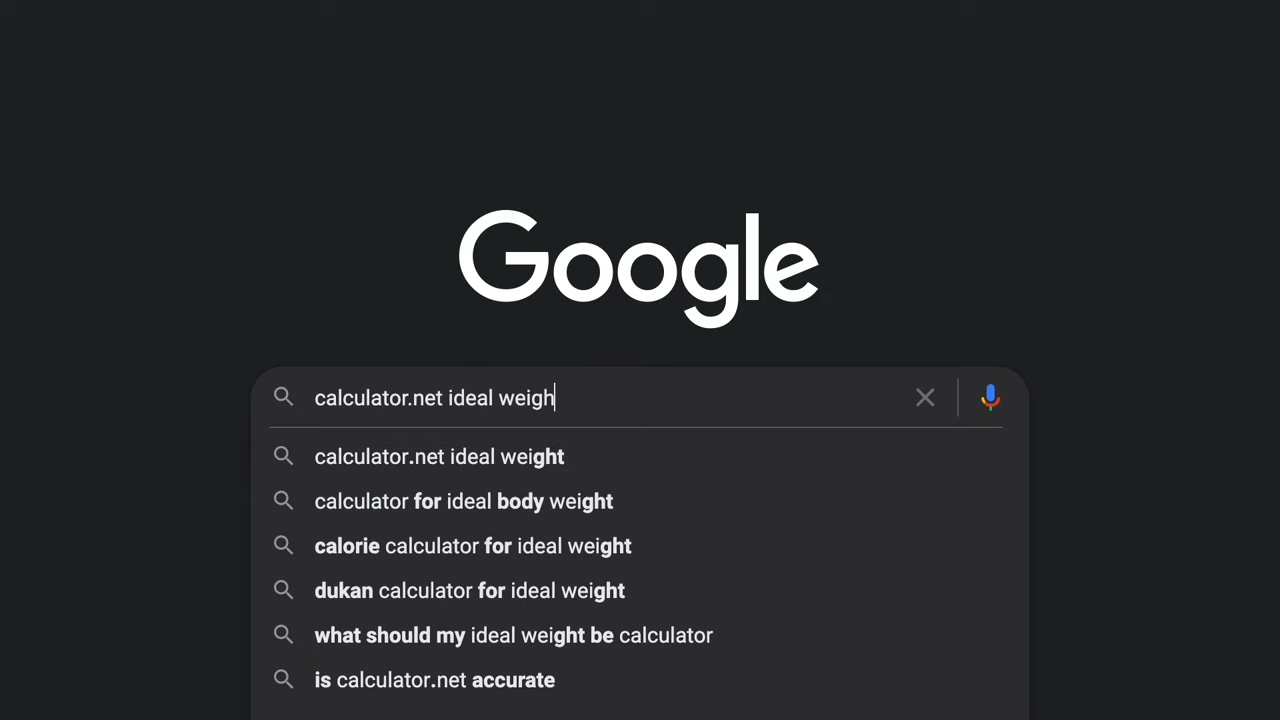 Google
calculator.net ideal weigh
calculator.net ideal weight
calculator for ideal body weight
calorie calculator for ideal weight
dukan calculator for ideal weight
what should my ideal weight be calculator
is calculator.net accurate